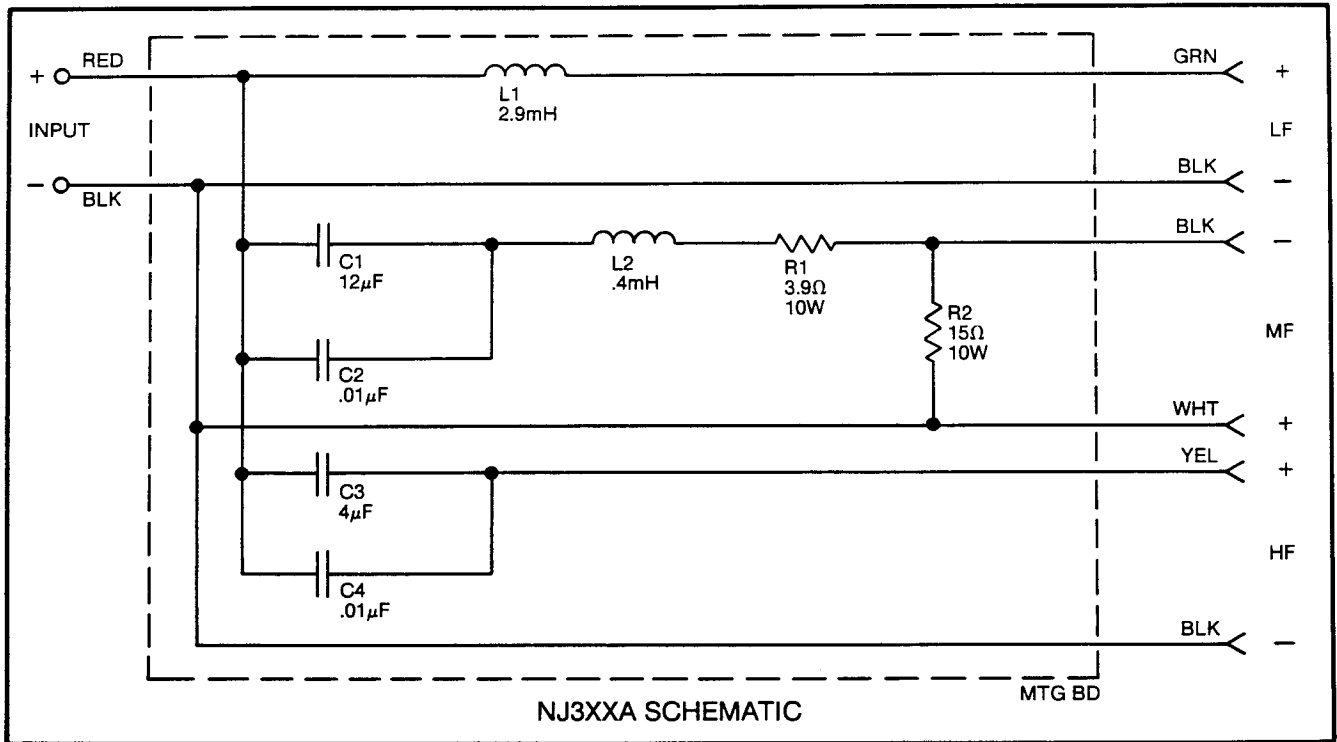 RED
+
INPUT
−
BLK
L1
2.9mH
GRN
+
LF
BLK
−
BLK
−
C1
12µF
L2
.4mH
R1
3.9Ω
10W
R2
15Ω
10W
MF
C2
.01µF
WHT
+
YEL
+
C3
4µF
HF
C4
.01µF
BLK
−
MTG BD
NJ3XXA SCHEMATIC